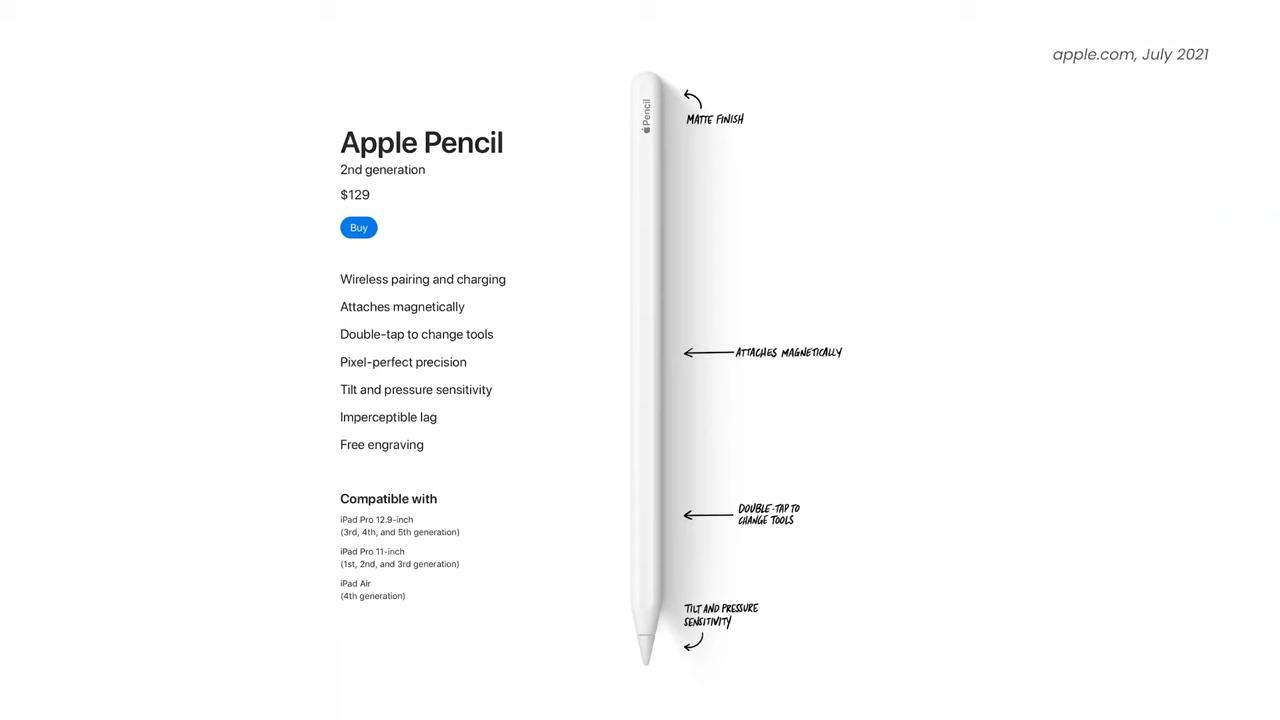 apple.com, July 2021
Apple Pencil
2nd generation
$129
Buy
Wireless pairing and charging
Attaches magnetically
Double-tap to change tools
Pixel-perfect precision
Tilt and pressure sensitivity
Imperceptible lag
Free engraving
Compatible with
iPad Pro 12.9-inch
(3rd, 4th, and 5th generation)
iPad Pro 11-inch
(1st, 2nd, and 3rd generation)
iPad Air
(4th generation)
Pencil
MATTE FINISH
ATTACHES MAGNETICALLY
DOUBLE-TAP TO
CHANGE TOOLS
TILT AND PRESSURE
SENSITIVITY